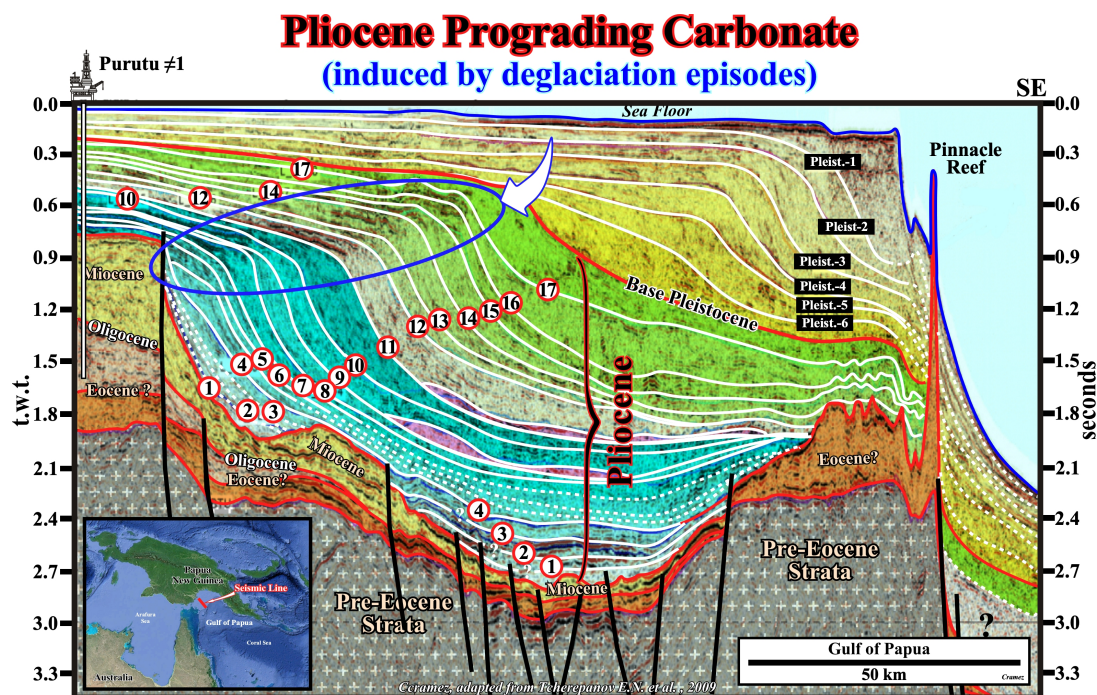 Pliocene Prograding Carbonate
(induced by deglaciation episodes)
Purutu ≠1
SE
0.0
0.3
0.6
0.9
1.2
1.5
1.8
2.1
2.4
2.7
3.0
3.3
t.w.t.
Sea Floor
Pinnacle
Reef
0.0
0.3
0.6
0.9
1.2
1.5
1.8
2.1
2.4
2.7
3.0
3.3
seconds
Pleist.-1
Pleist-2
Pleist.-3
Pleist.-4
Pleist.-5
Pleist.-6
10
12
14
17
17
16
15
14
13
12
11
10
9
8
7
6
5
4
1
2
3
4
3
2
1
?
Base Pleistocene
Pliocene
Miocene
Oligocene
Eocene ?
Miocene
Oligocene
Eocene?
Miocene
Eocene?
Pre-Eocene
Strata
Pre-Eocene
Strata
?
Papua
New Guinea
Seismic Line
Arafura
Sea
Gulf of Papua
Coral Sea
Australia
Gulf of Papua
50 km
Cramez
Ccramez, adapted from Tcherepanov E.N. et al. , 2009